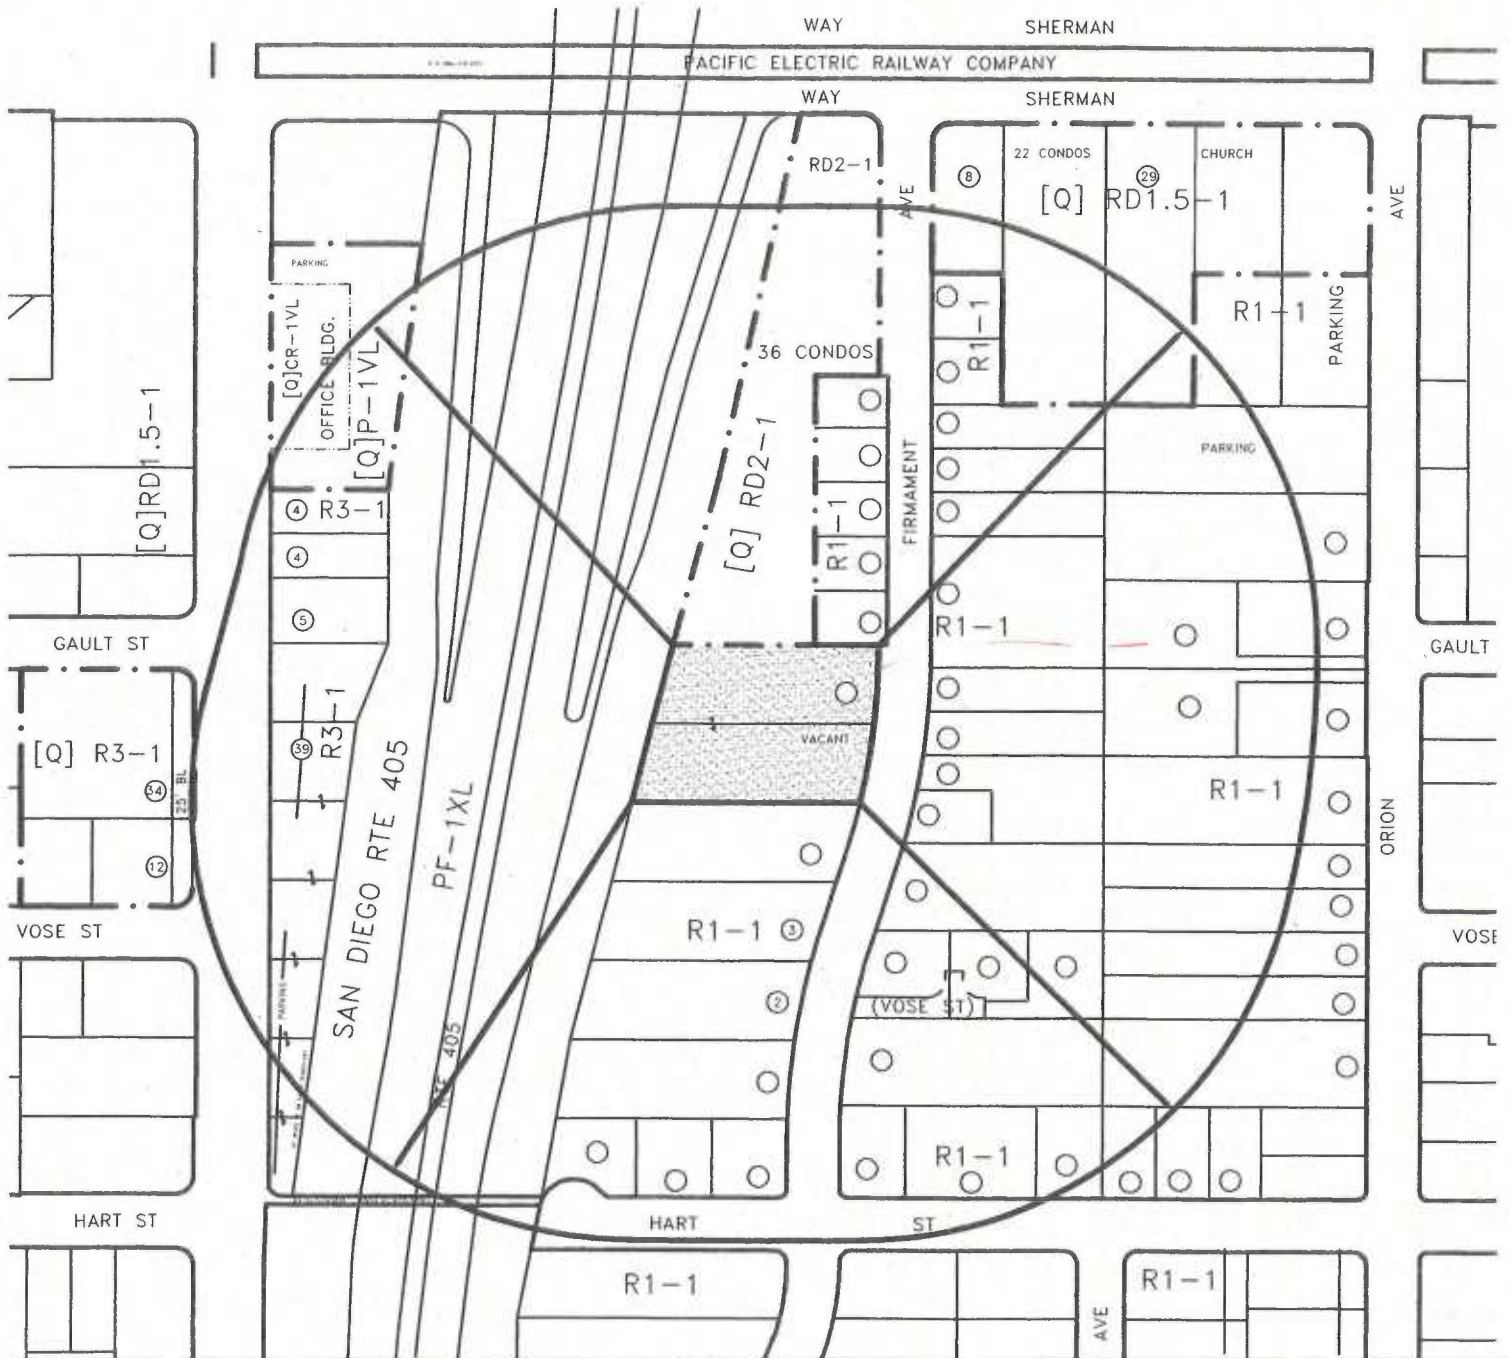 WAY SHERMAN
PACIFIC ELECTRIC RAILWAY COMPANY
WAY SHERMAN
RD2-1
AVE
8
22 CONDOS
29
CHURCH
[Q] RD1.5-1
AVE
PARKING
[Q]CR-1VL
OFFICE BLDG.
[Q]P-1VL
R1-1
R1-1
PARKING
36 CONDOS
[Q]RD1.5-1
[Q] RD2-1
R1-1
FIRMAMENT
PARKING
4 R3-1
4
5
GAULT ST
R1-1
GAULT
[Q] R3-1
34
25' BL
12
39
R3-1
SAN DIEGO RTE 405
PF-1XL
VACANT
R1-1
ORION
VOSE ST
R1-1 3
VOSE
2
(VOSE ST)
PARKING
RTE 405
R1-1
HART ST
HART ST
R1-1
AVE
R1-1